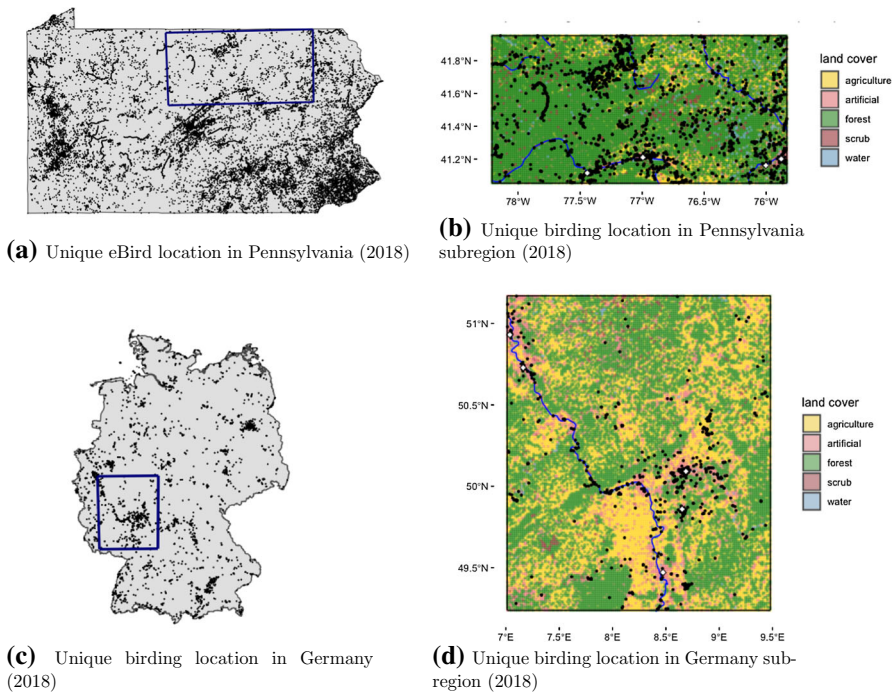 41.8°N
41.6°N
41.4°N
41.2°N
78°W
77.5°W
77°W
76.5°W
76°W
land cover
agriculture
artificial
forest
scrub
water
(a) Unique eBird location in Pennsylvania (2018)
(b) Unique birding location in Pennsylvania
subregion (2018)
51°N
50.5°N
50°N
49.5°N
7°E
7.5°E
8°E
8.5°E
9°E
9.5°E
land cover
agriculture
artificial
forest
scrub
water
(c) Unique birding location in Germany
(2018)
(d) Unique birding location in Germany sub-
region (2018)